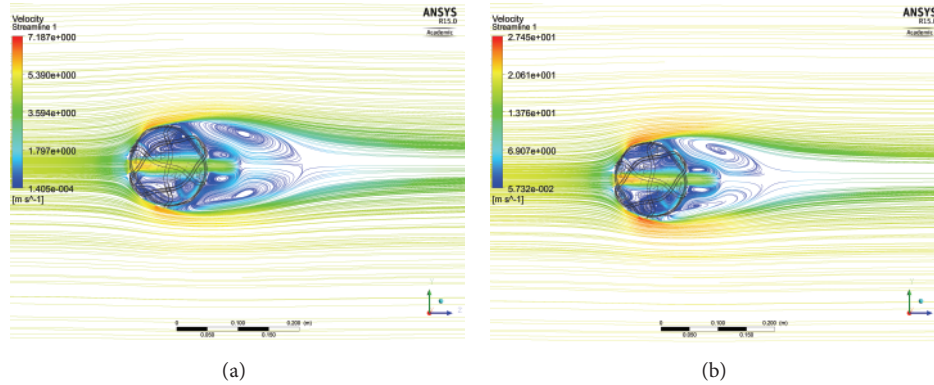 Velocity
Streamline 1
7.187e+000
5.390e+000
3.594e+000
1.797e+000
1.405e-004
[m s^-1]
ANSYS
R15.0
Academic
0
0.100
0.200 (m)
0.050
0.150
Z
(a)
Velocity
Streamline 1
2.745e+001
2.061e+001
1.376e+001
6.907e+000
5.732e-002
[m s^-1]
ANSYS
R15.0
Academic
0
0.100
0.200 (m)
0.050
0.150
(b)